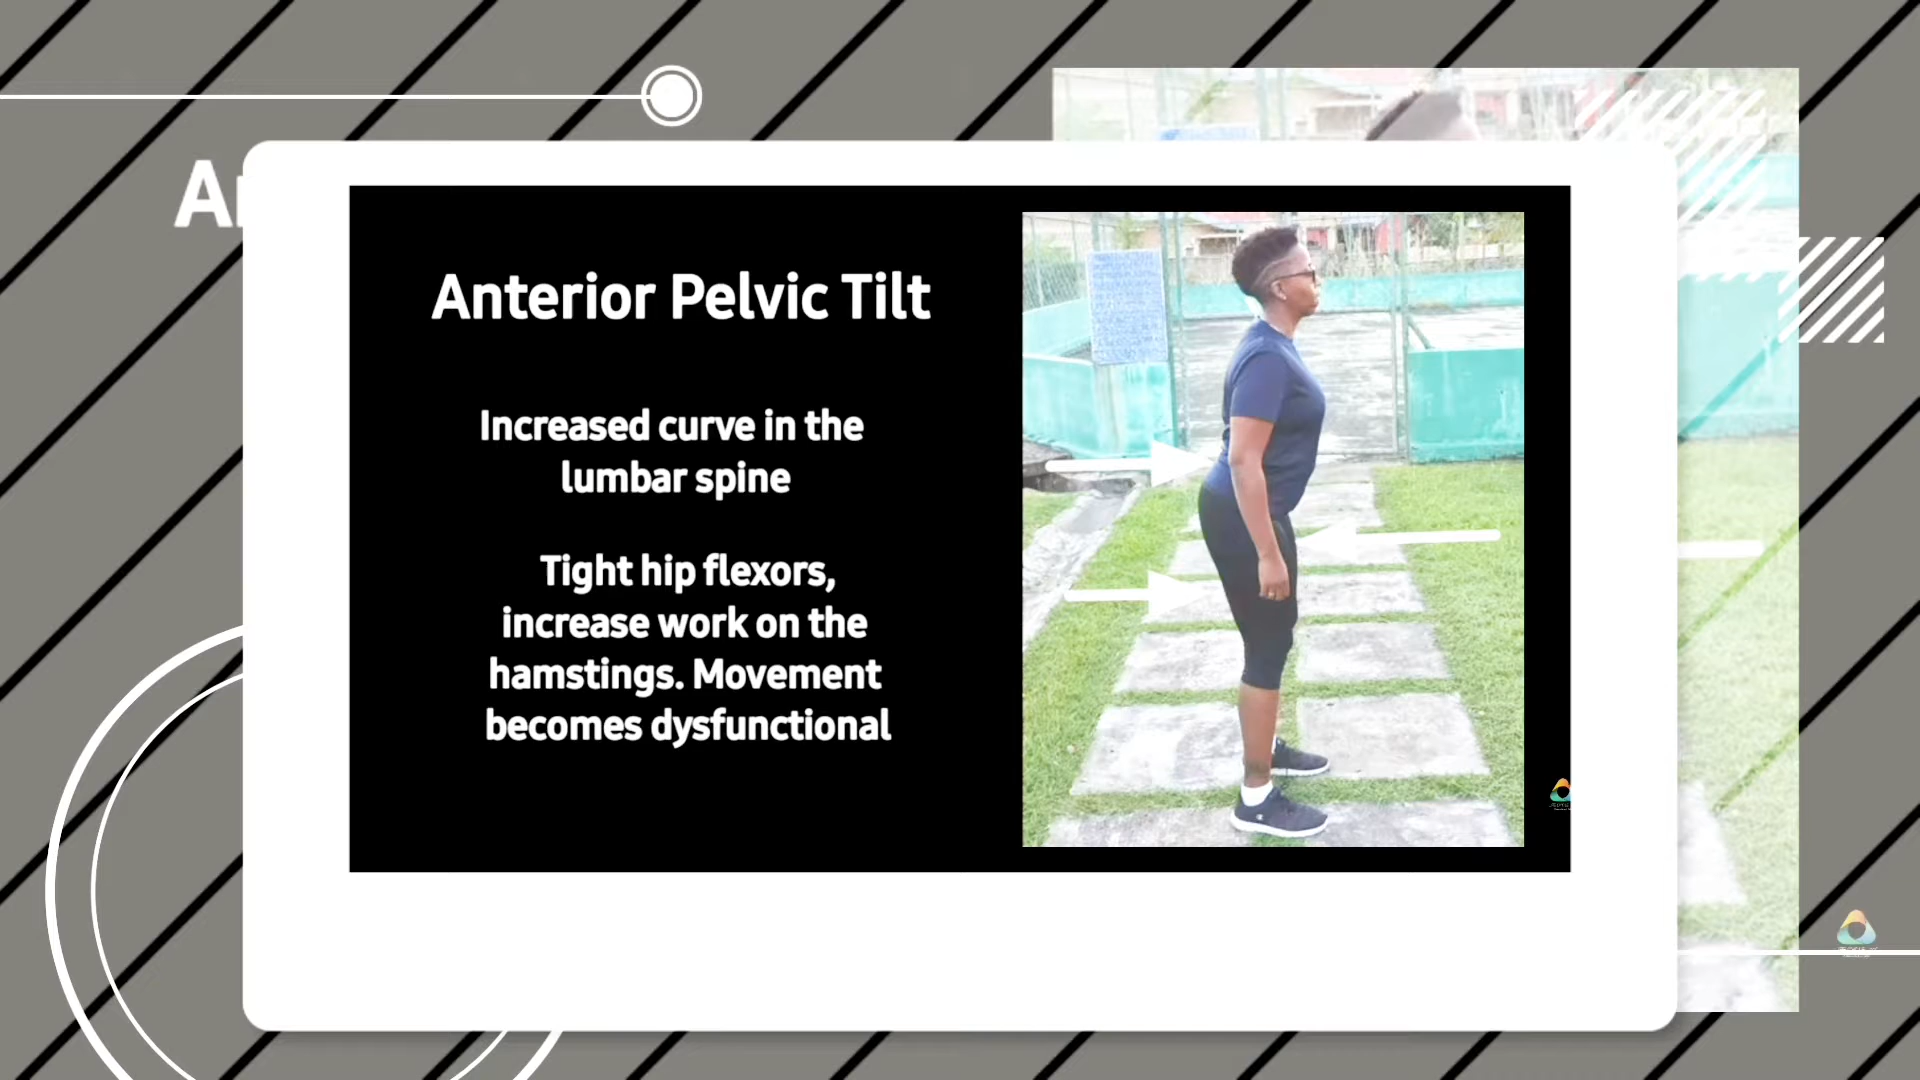 An
Anterior Pelvic Tilt
Increased curve in the
lumbar spine
Tight hip flexors,
increase work on the
hamstings. Movement
becomes dysfunctional